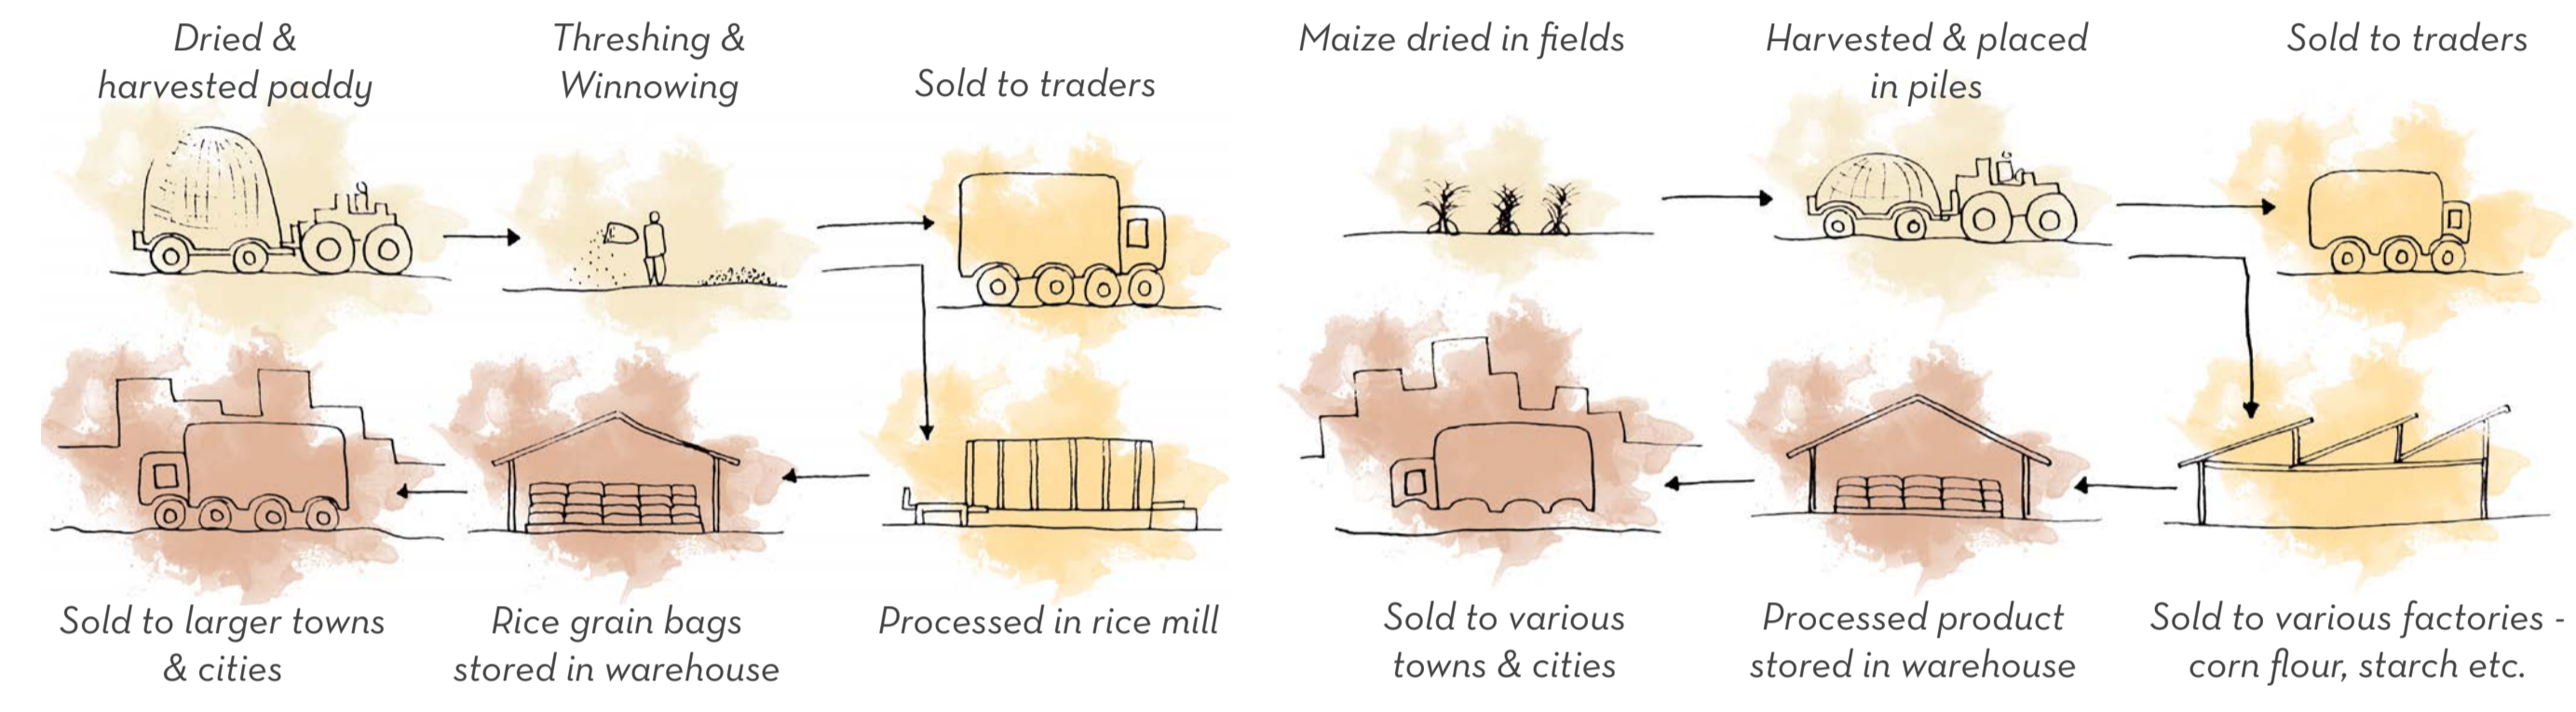 Dried &
harvested paddy
Threshing &
Winnowing
Sold to traders
Sold to larger towns
& cities
Rice grain bags
stored in warehouse
Processed in rice mill
Maize dried in fields
Harvested & placed
in piles
Sold to traders
Sold to various
towns & cities
Processed product
stored in warehouse
Sold to various factories -
corn flour, starch etc.